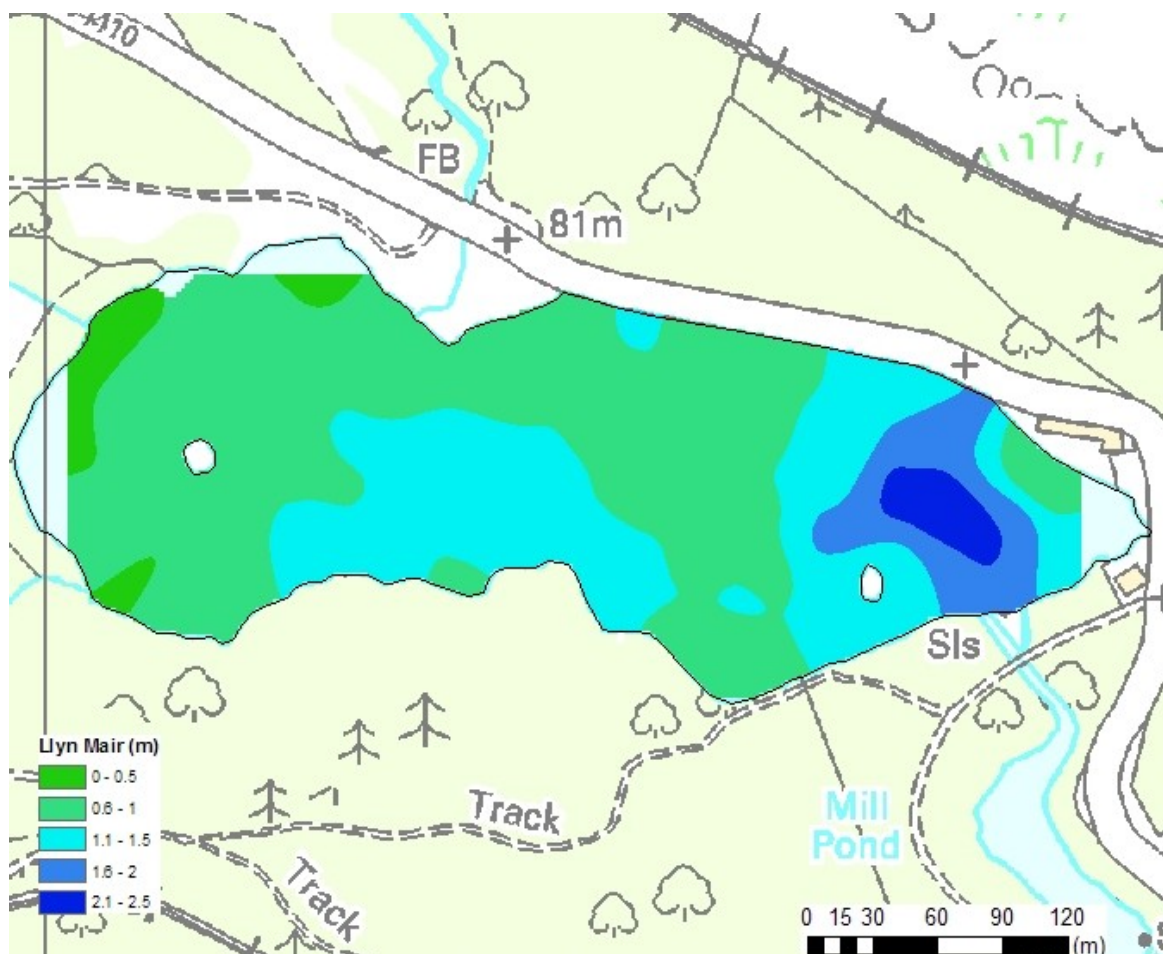 FB
81m
Sls
Llyn Mair (m)
0 - 0.5
0.6 - 1
1.1 - 1.5
1.6 - 2
2.1 - 2.5
Track
Track
Mill
Pond
0 15 30 60 90 120
(m)